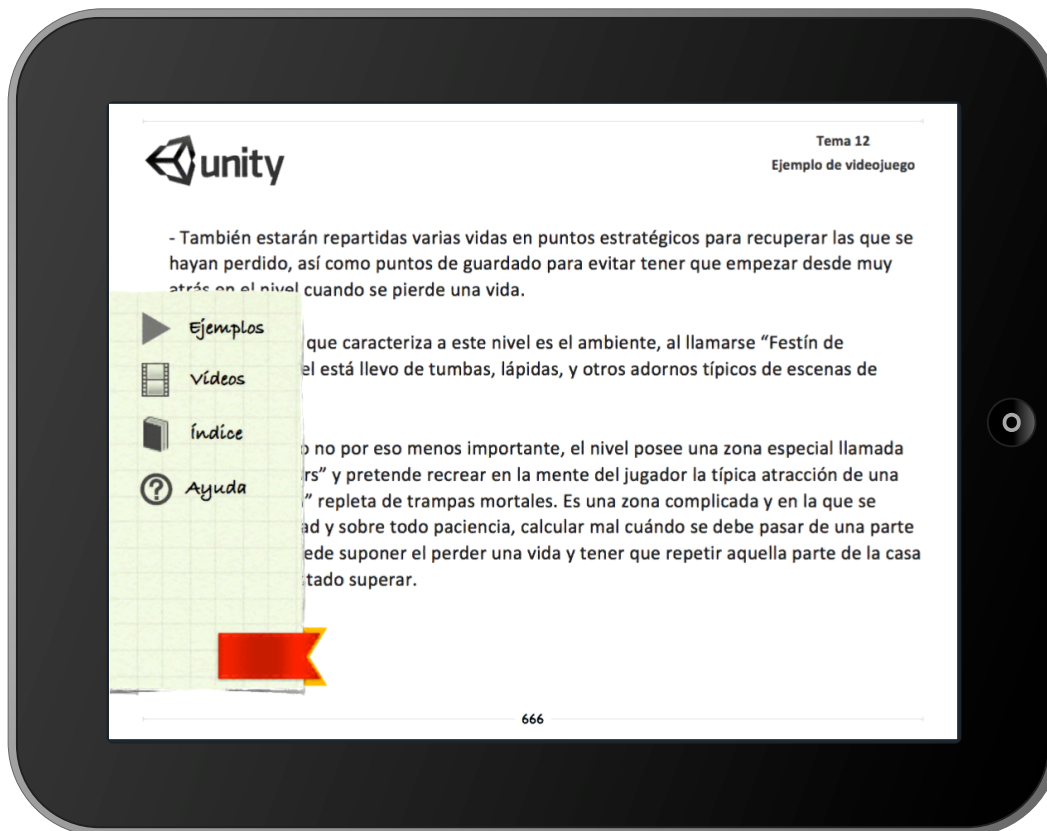 unity
Tema 12
Ejemplo de videojuego
- También estarán repartidas varias vidas en puntos estratégicos para recuperar las que se
hayan perdido, así como puntos de guardado para evitar tener que empezar desde muy
atrás en el nivel cuando se pierde una vida.
que caracteriza a este nivel es el ambiente, al llamarse “Festín de
está llevo de tumbas, lápidas, y otros adornos típicos de escenas de
no por eso menos importante, el nivel posee una zona especial llamada
” y pretende recrear en la mente del jugador la típica atracción de una
” repleta de trampas mortales. Es una zona complicada y en la que se
y sobre todo paciencia, calcular mal cuándo se debe pasar de una parte
suponer el perder una vida y tener que repetir aquella parte de la casa
superar.
Ejemplos
Vídeos
Índice
Ayuda
666